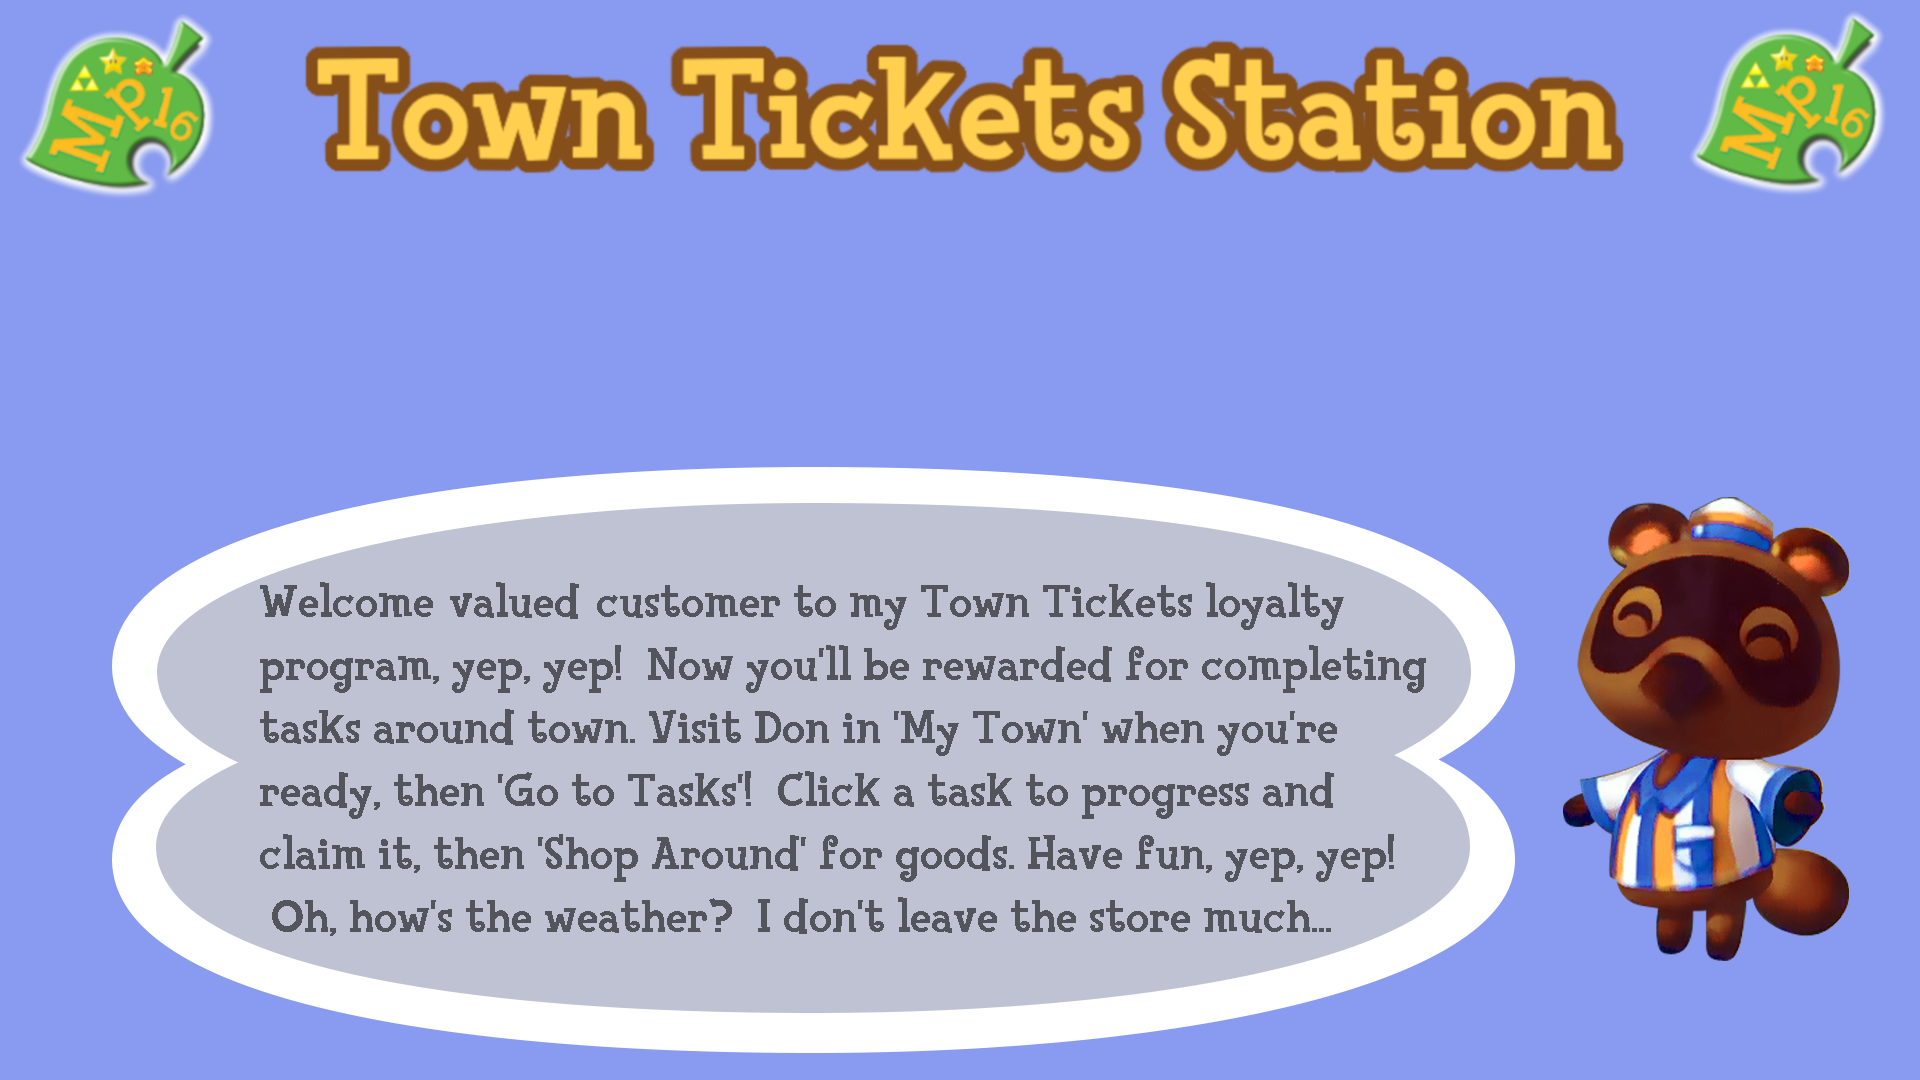 MP16
Town Tickets Station
MP16
Welcome valued customer to my Town Tickets loyalty
program, yep, yep!  Now you'll be rewarded for completing
tasks around town. Visit Don in 'My Town' when you're
ready, then 'Go to Tasks'!  Click a task to progress and
claim it, then 'Shop Around' for goods. Have fun, yep, yep!
Oh, how's the weather?  I don't leave the store much...